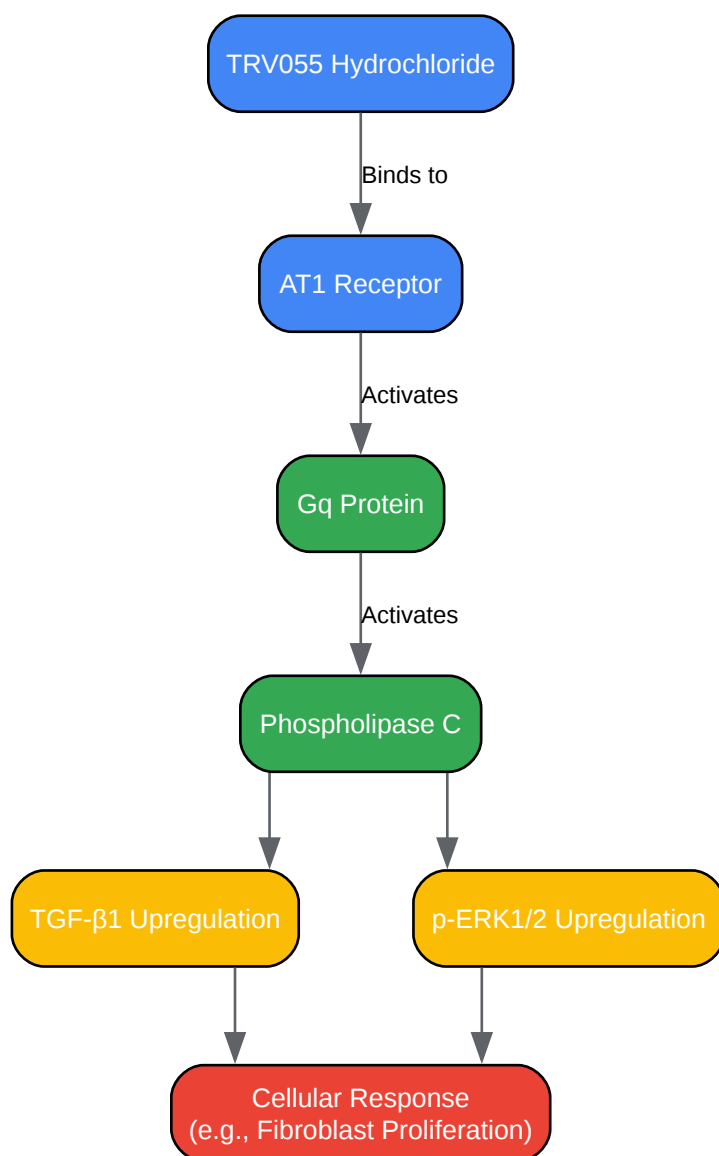 TRV055 Hydrochloride
Binds to
AT1 Receptor
Activates
Gq Protein
Activates
Phospholipase C
TGF-β1 Upregulation
p-ERK1/2 Upregulation
Cellular Response
(e.g., Fibroblast Proliferation)